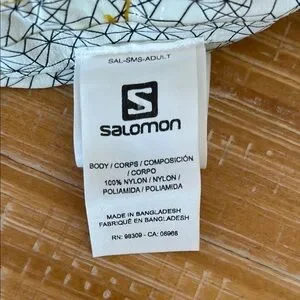 SAL-SMS-ADULT
S
SALOMON
BODY / CORPS / COMPOSICIÓN
/ CORPO
100% NYLON / NYLON /
POLIAMIDA / POLIAMIDA
MADE IN BANGLADESH
FABRIQUÉ EN BANGLADESH
RN: 98309 - CA: 06968